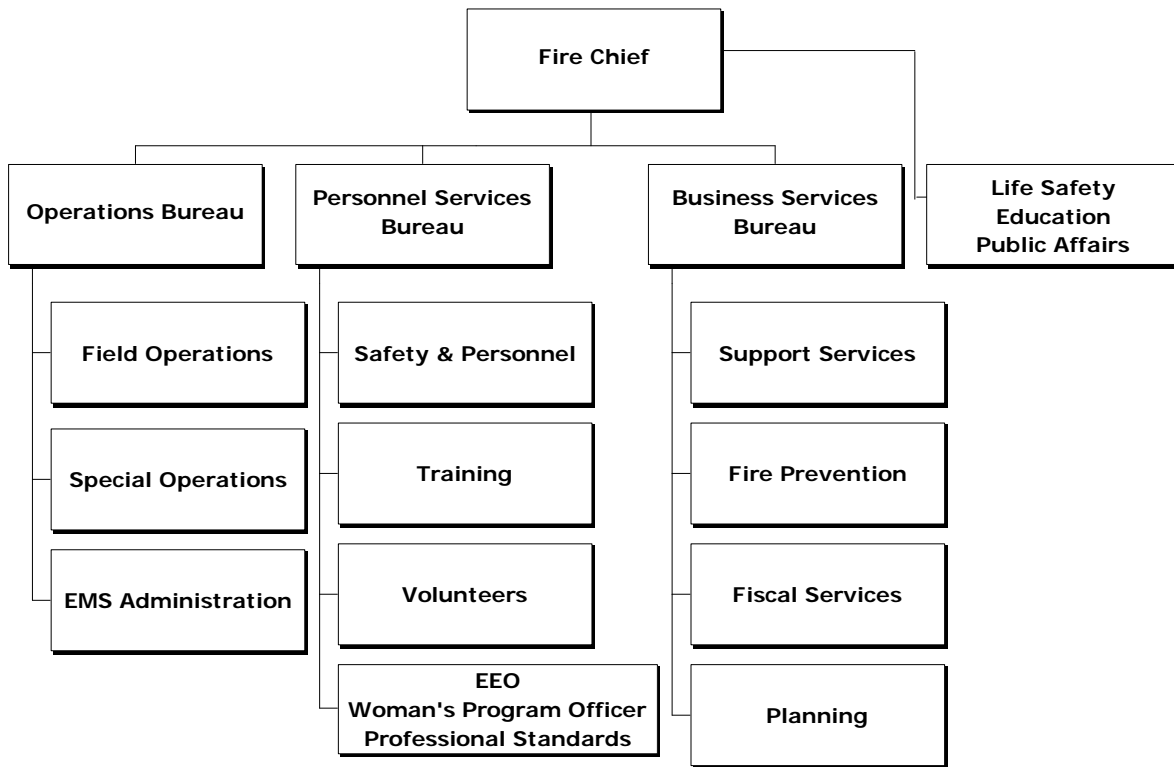 Fire Chief
Operations Bureau
Personnel Services
Bureau
Business Services
Bureau
Life Safety
Education
Public Affairs
Field Operations
Safety & Personnel
Support Services
Special Operations
Training
Fire Prevention
EMS Administration
Volunteers
Fiscal Services
EEO
Woman's Program Officer
Professional Standards
Planning